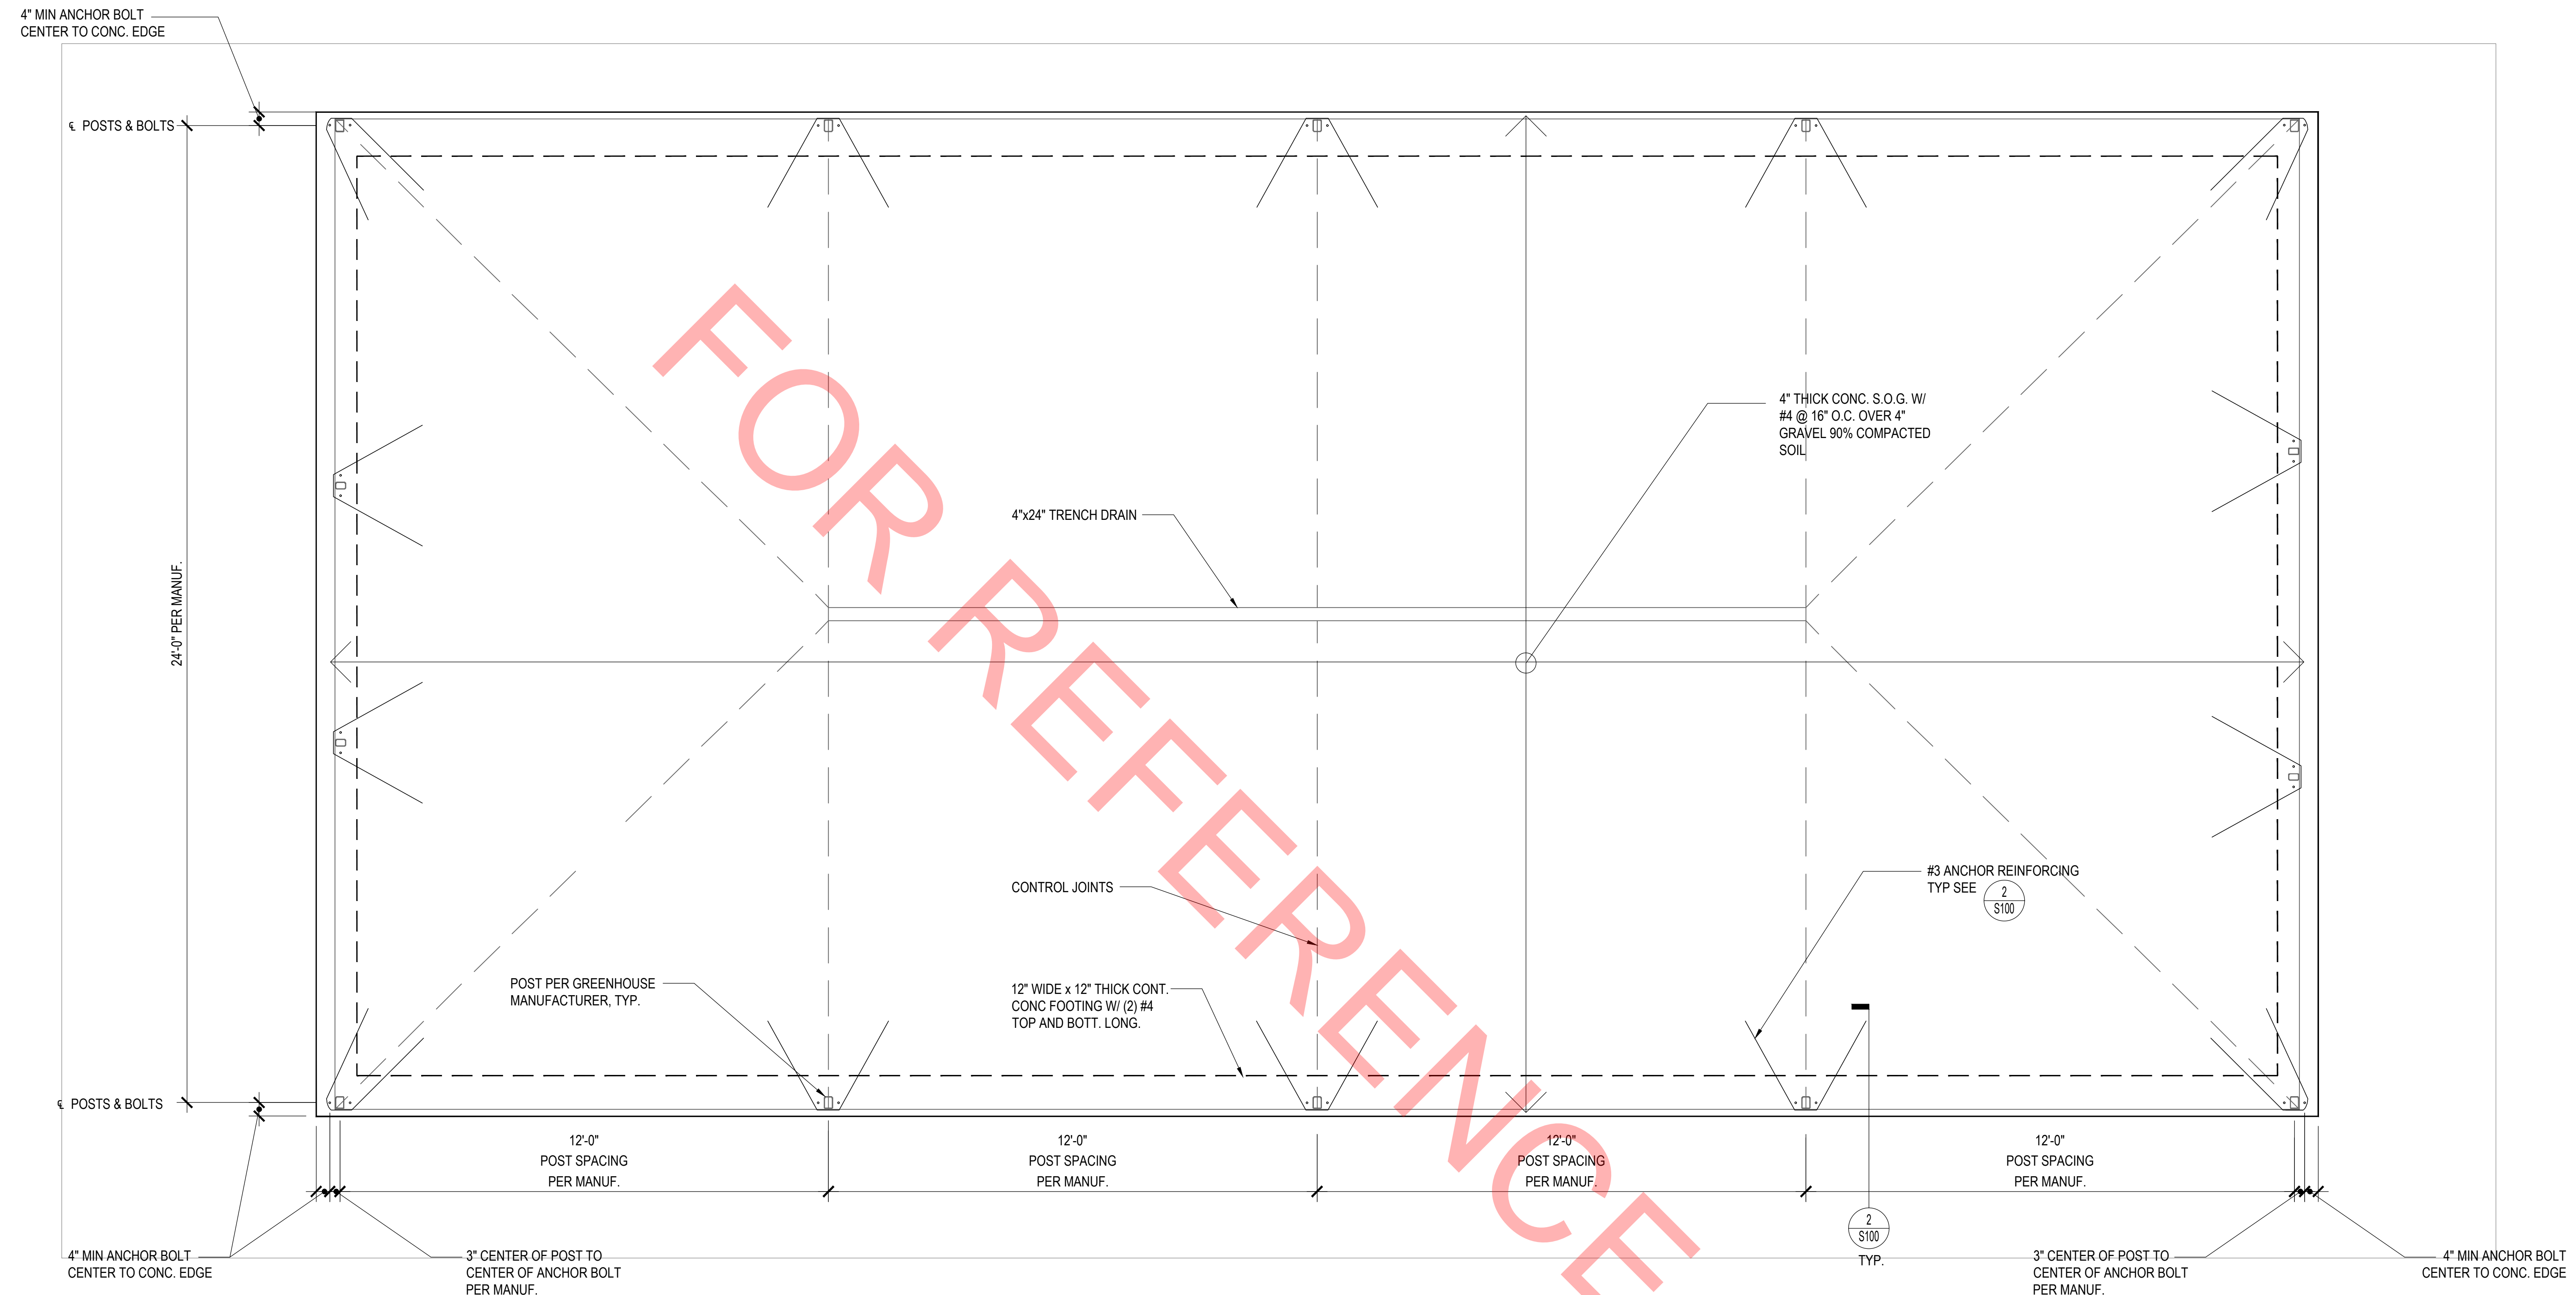 4" MIN ANCHOR BOLT
CENTER TO CONC. EDGE
℄ POSTS & BOLTS
24'-0" PER MANUF.
4" THICK CONC. S.O.G. W/
#4 @ 16" O.C. OVER 4"
GRAVEL 90% COMPACTED
SOIL
4"x24" TRENCH DRAIN
CONTROL JOINTS
#3 ANCHOR REINFORCING
TYP SEE
2
S100
POST PER GREENHOUSE
MANUFACTURER, TYP.
12" WIDE x 12" THICK CONT.
CONC FOOTING W/ (2) #4
TOP AND BOTT. LONG.
℄ POSTS & BOLTS
12'-0"
POST SPACING
PER MANUF.
12'-0"
POST SPACING
PER MANUF.
12'-0"
POST SPACING
PER MANUF.
12'-0"
POST SPACING
PER MANUF.
2
S100
TYP.
4" MIN ANCHOR BOLT
CENTER TO CONC. EDGE
3" CENTER OF POST TO
CENTER OF ANCHOR BOLT
PER MANUF.
3" CENTER OF POST TO
CENTER OF ANCHOR BOLT
PER MANUF.
4" MIN ANCHOR BOLT
CENTER TO CONC. EDGE
FOR REFERENCE